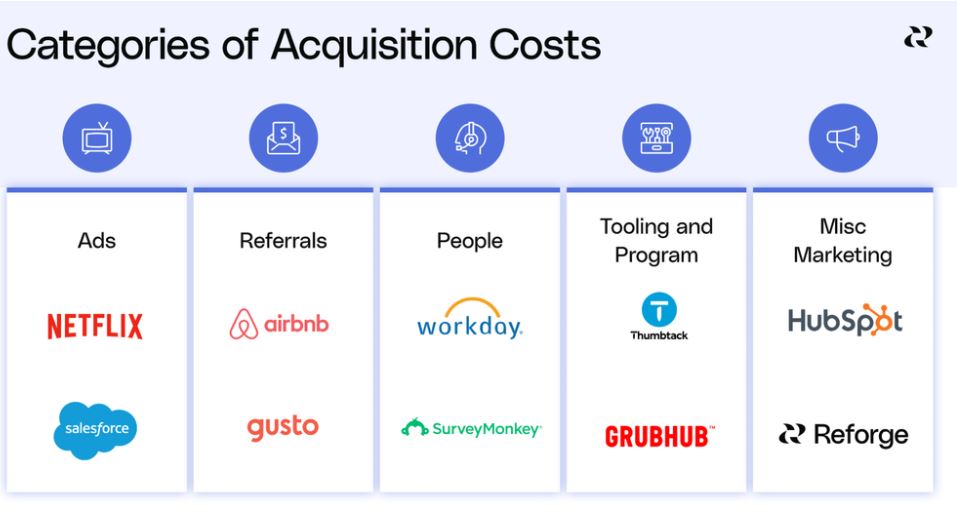 Categories of Acquisition Costs
$
Ads
NETFLIX
salesforce
Referrals
airbnb
gusto
People
workday®
SurveyMonkey®
Tooling and
Program
T
Thumbtack
GRUBHUB™
Misc
Marketing
HubSpot
Reforge